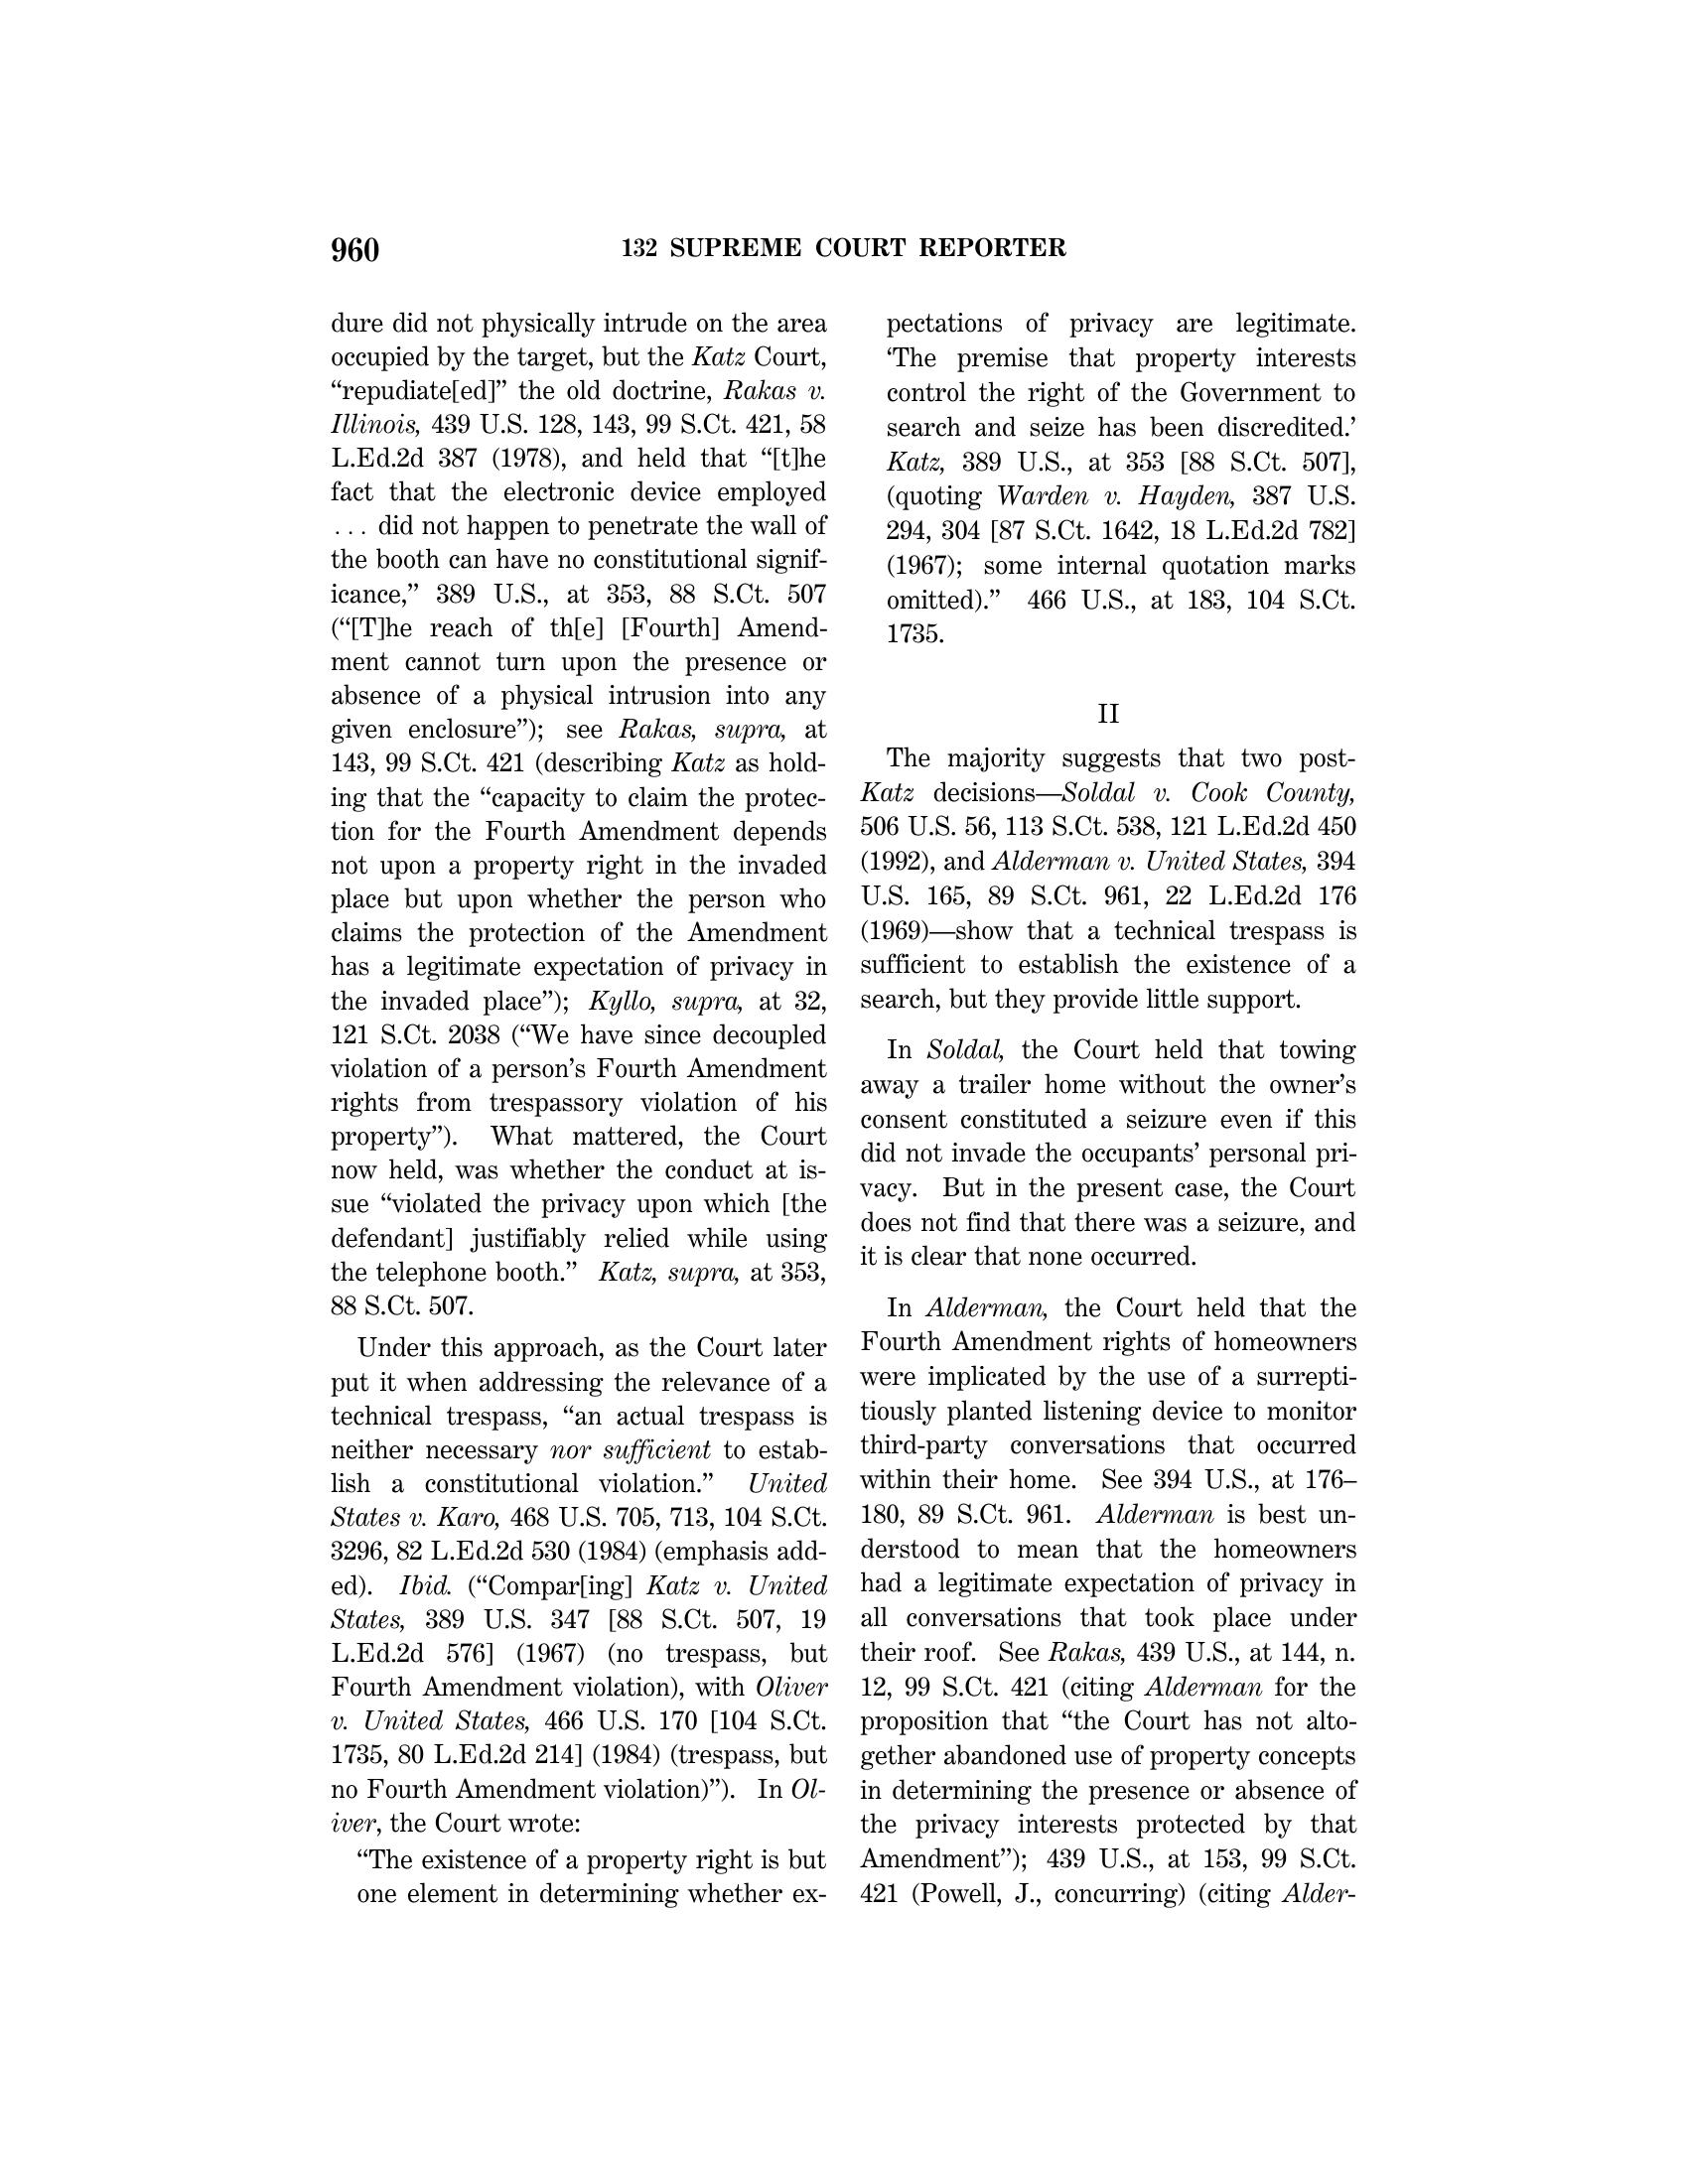 960
132 SUPREME COURT REPORTER
dure did not physically intrude on the area
occupied by the target, but the Katz Court,
“repudiate[ed]” the old doctrine, Rakas v.
Illinois, 439 U.S. 128, 143, 99 S.Ct. 421, 58
L.Ed.2d 387 (1978), and held that “[t]he
fact that the electronic device employed
. . . did not happen to penetrate the wall of
the booth can have no constitutional signif-
icance,” 389 U.S., at 353, 88 S.Ct. 507
(“[T]he reach of th[e] [Fourth] Amend-
ment cannot turn upon the presence or
absence of a physical intrusion into any
given enclosure”); see Rakas, supra, at
143, 99 S.Ct. 421 (describing Katz as hold-
ing that the “capacity to claim the protec-
tion for the Fourth Amendment depends
not upon a property right in the invaded
place but upon whether the person who
claims the protection of the Amendment
has a legitimate expectation of privacy in
the invaded place”); Kyllo, supra, at 32,
121 S.Ct. 2038 (“We have since decoupled
violation of a person’s Fourth Amendment
rights from trespassory violation of his
property”). What mattered, the Court
now held, was whether the conduct at is-
sue “violated the privacy upon which [the
defendant] justifiably relied while using
the telephone booth.” Katz, supra, at 353,
88 S.Ct. 507.
Under this approach, as the Court later
put it when addressing the relevance of a
technical trespass, “an actual trespass is
neither necessary nor sufficient to estab-
lish a constitutional violation.” United
States v. Karo, 468 U.S. 705, 713, 104 S.Ct.
3296, 82 L.Ed.2d 530 (1984) (emphasis add-
ed). Ibid. (“Compar[ing] Katz v. United
States, 389 U.S. 347 [88 S.Ct. 507, 19
L.Ed.2d 576] (1967) (no trespass, but
Fourth Amendment violation), with Oliver
v. United States, 466 U.S. 170 [104 S.Ct.
1735, 80 L.Ed.2d 214] (1984) (trespass, but
no Fourth Amendment violation)”). In Ol-
iver, the Court wrote:
“The existence of a property right is but
one element in determining whether ex-
pectations of privacy are legitimate.
‘The premise that property interests
control the right of the Government to
search and seize has been discredited.’
Katz, 389 U.S., at 353 [88 S.Ct. 507],
(quoting Warden v. Hayden, 387 U.S.
294, 304 [87 S.Ct. 1642, 18 L.Ed.2d 782]
(1967); some internal quotation marks
omitted).” 466 U.S., at 183, 104 S.Ct.
1735.
II
The majority suggests that two post-
Katz decisions—Soldal v. Cook County,
506 U.S. 56, 113 S.Ct. 538, 121 L.Ed.2d 450
(1992), and Alderman v. United States, 394
U.S. 165, 89 S.Ct. 961, 22 L.Ed.2d 176
(1969)—show that a technical trespass is
sufficient to establish the existence of a
search, but they provide little support.
In Soldal, the Court held that towing
away a trailer home without the owner’s
consent constituted a seizure even if this
did not invade the occupants’ personal pri-
vacy. But in the present case, the Court
does not find that there was a seizure, and
it is clear that none occurred.
In Alderman, the Court held that the
Fourth Amendment rights of homeowners
were implicated by the use of a surrepti-
tiously planted listening device to monitor
third-party conversations that occurred
within their home. See 394 U.S., at 176–
180, 89 S.Ct. 961. Alderman is best un-
derstood to mean that the homeowners
had a legitimate expectation of privacy in
all conversations that took place under
their roof. See Rakas, 439 U.S., at 144, n.
12, 99 S.Ct. 421 (citing Alderman for the
proposition that “the Court has not alto-
gether abandoned use of property concepts
in determining the presence or absence of
the privacy interests protected by that
Amendment”); 439 U.S., at 153, 99 S.Ct.
421 (Powell, J., concurring) (citing Alder-